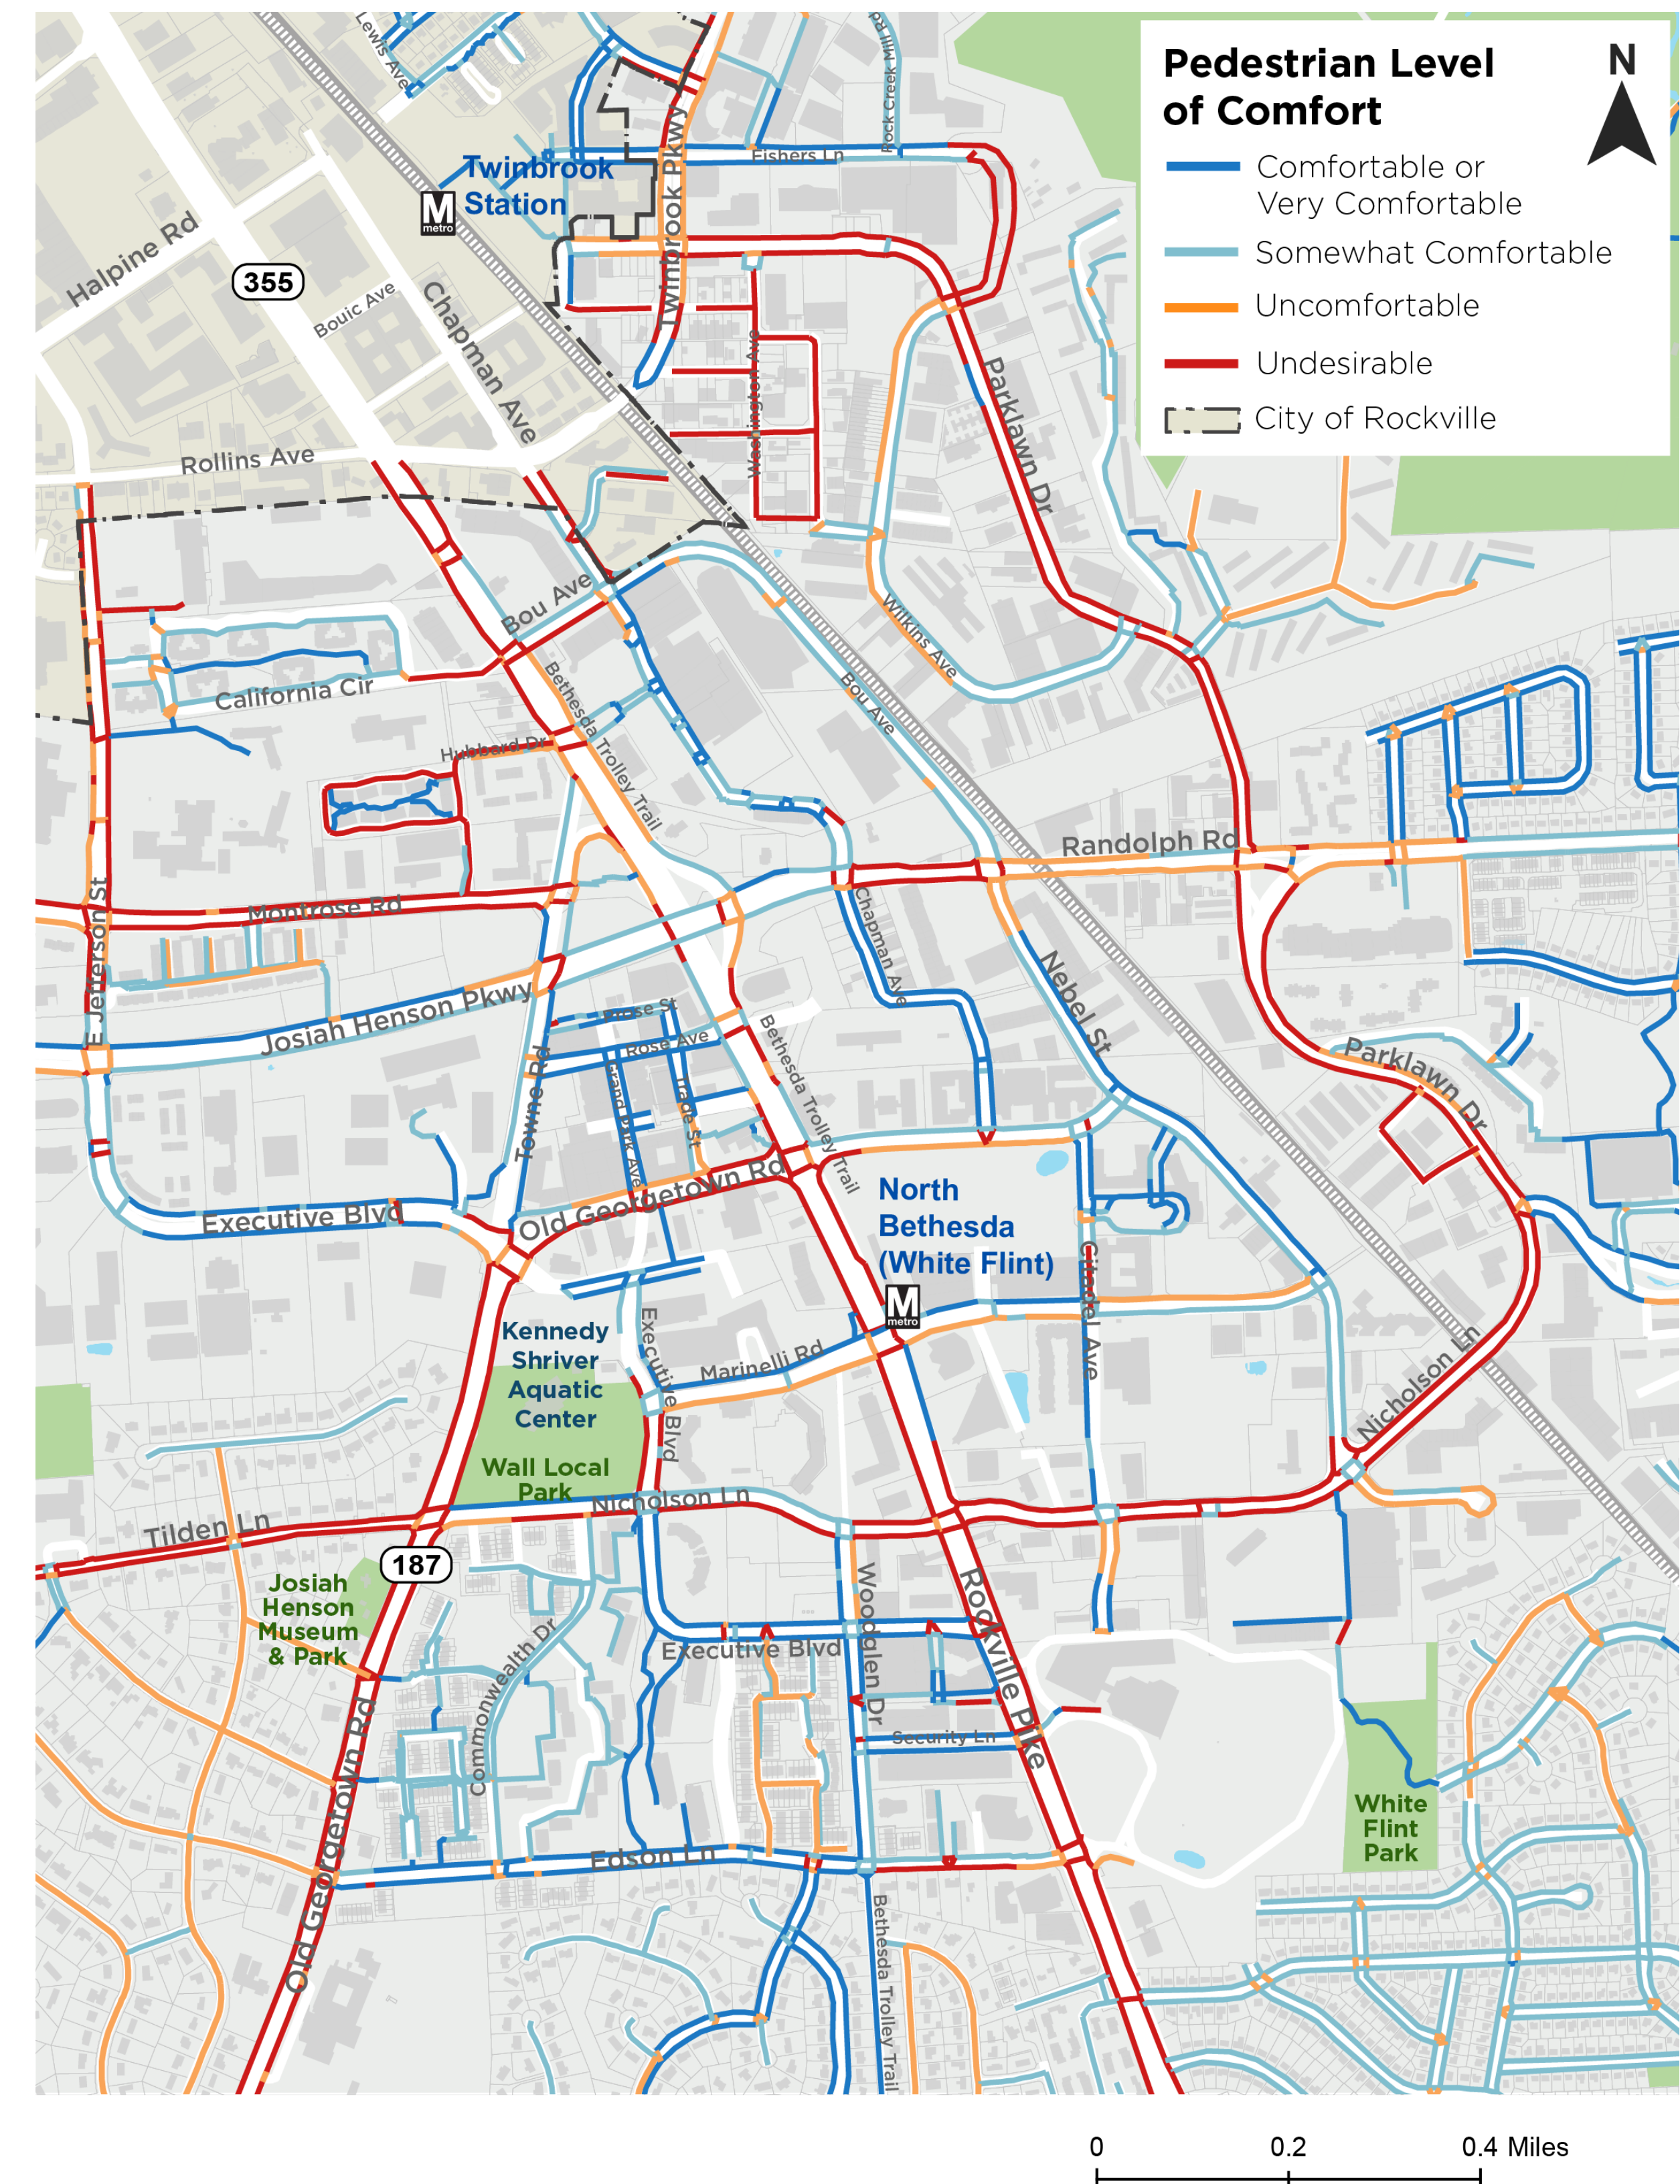 Pedestrian Level
of Comfort
N
Comfortable or
Very Comfortable
Somewhat Comfortable
Uncomfortable
Undesirable
City of Rockville
Lewis Ave
Rock Creek Mill Rd
Fishers Ln
Twinbrook
Station
M
metro
Twinbrook Pkwy
Halpine Rd
355
Bouic Ave
Chapman Ave
Washington Ave
Parklawn Dr
Rollins Ave
Bou Ave
Wilkins Ave
California Cir
Bethesda Trolley Trail
Bou Ave
Hubbard Dr
Randolph Rd
Montrose Rd
E Jefferson St
Chapman Ave
Nebel St
Josiah Henson Pkwy
Prose St
Rose Ave
Grand Park Ave
Trade St
Towne Rd
Bethesda Trolley Trail
Parklawn Dr
Executive Blvd
Old Georgetown Rd
North
Bethesda
(White Flint)
M
metro
Citadel Ave
Kennedy
Shriver
Aquatic
Center
Executive Blvd
Marinelli Rd
Nicholson Ln
Wall Local
Park
Nicholson Ln
Tilden Ln
187
Josiah
Henson
Museum
& Park
Commonwealth Dr
Executive Blvd
Woodglen Dr
Rockville Pike
Security Ln
Old Georgetown Rd
Edson Ln
White
Flint
Park
Bethesda Trolley Trail
0
0.2
0.4 Miles